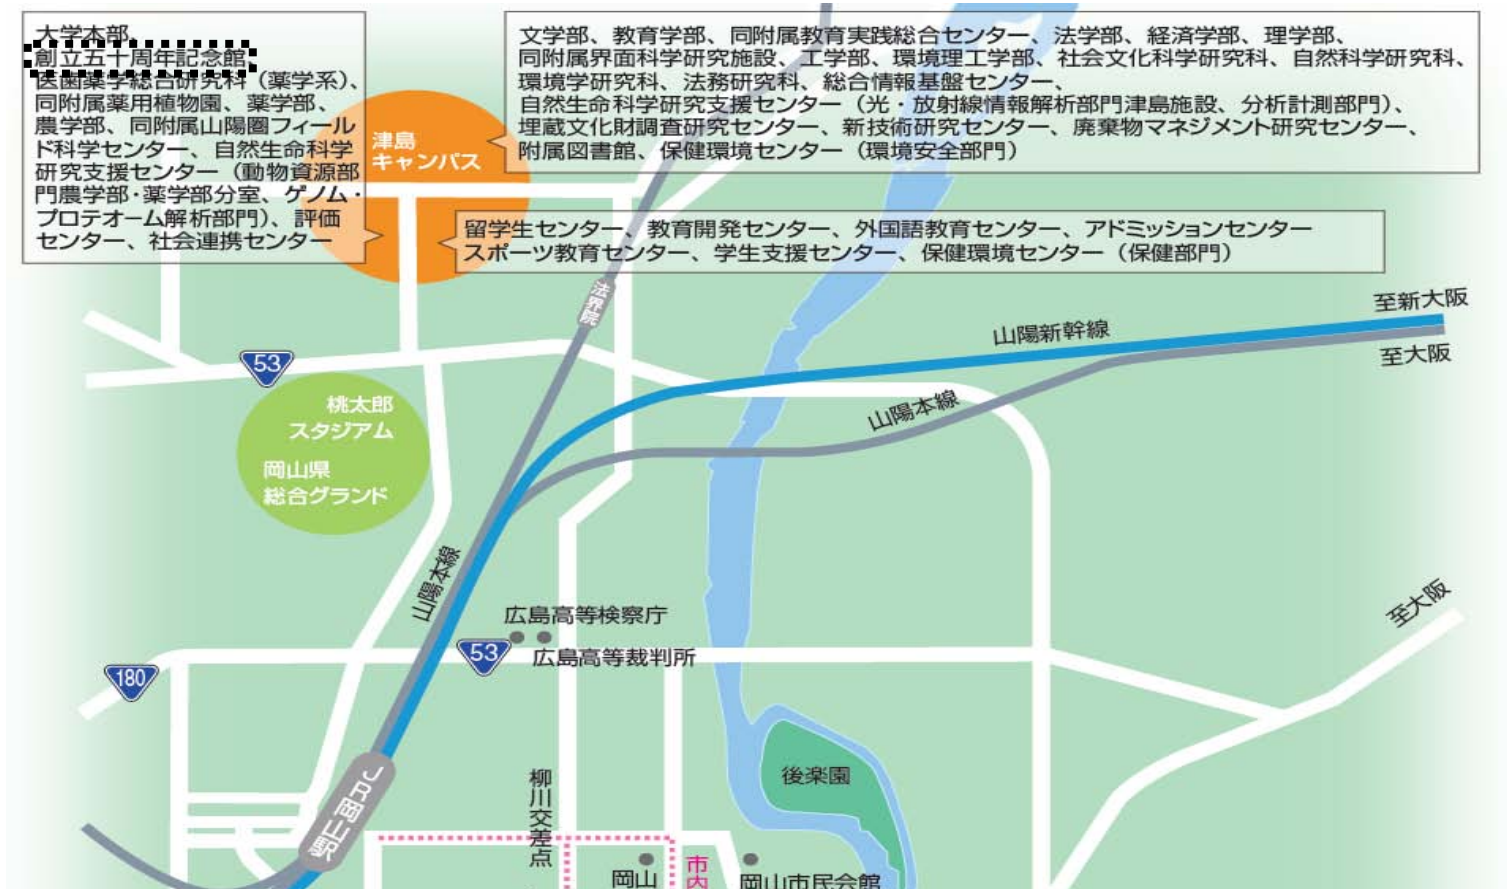 大学本部、
創立五十周年記念館、
医歯薬学総合研究科（薬学系）、
同附属薬用植物園、薬学部、
農学部、同附属山陽圏フィール
ド科学センター、自然生命科学
研究支援センター（動物資源部
門農学部・薬学部分室、ゲノム・
プロテオーム解析部門）、評価
センター、社会連携センター
文学部、教育学部、同附属教育実践総合センター、法学部、経済学部、理学部、
同附属界面科学研究施設、工学部、環境理工学部、社会文化科学研究科、自然科学研究科、
環境学研究科、法務研究科、総合情報基盤センター、
自然生命科学研究支援センター（光・放射線情報解析部門津島施設、分析計測部門）、
埋蔵文化財調査研究センター、新技術研究センター、廃棄物マネジメント研究センター、
附属図書館、保健環境センター（環境安全部門）
津島
キャンパス
留学生センター、教育開発センター、外国語教育センター、アドミッションセンター
スポーツ教育センター、学生支援センター、保健環境センター（保健部門）
法界院
至新大阪
山陽新幹線
至大阪
53
桃太郎
スタジアム
岡山県
総合グランド
山陽本線
山陽本線
至大阪
広島高等検察庁
53
広島高等裁判所
180
JR岡山駅
柳川交差点
後楽園
岡山
市内
岡山市民会館